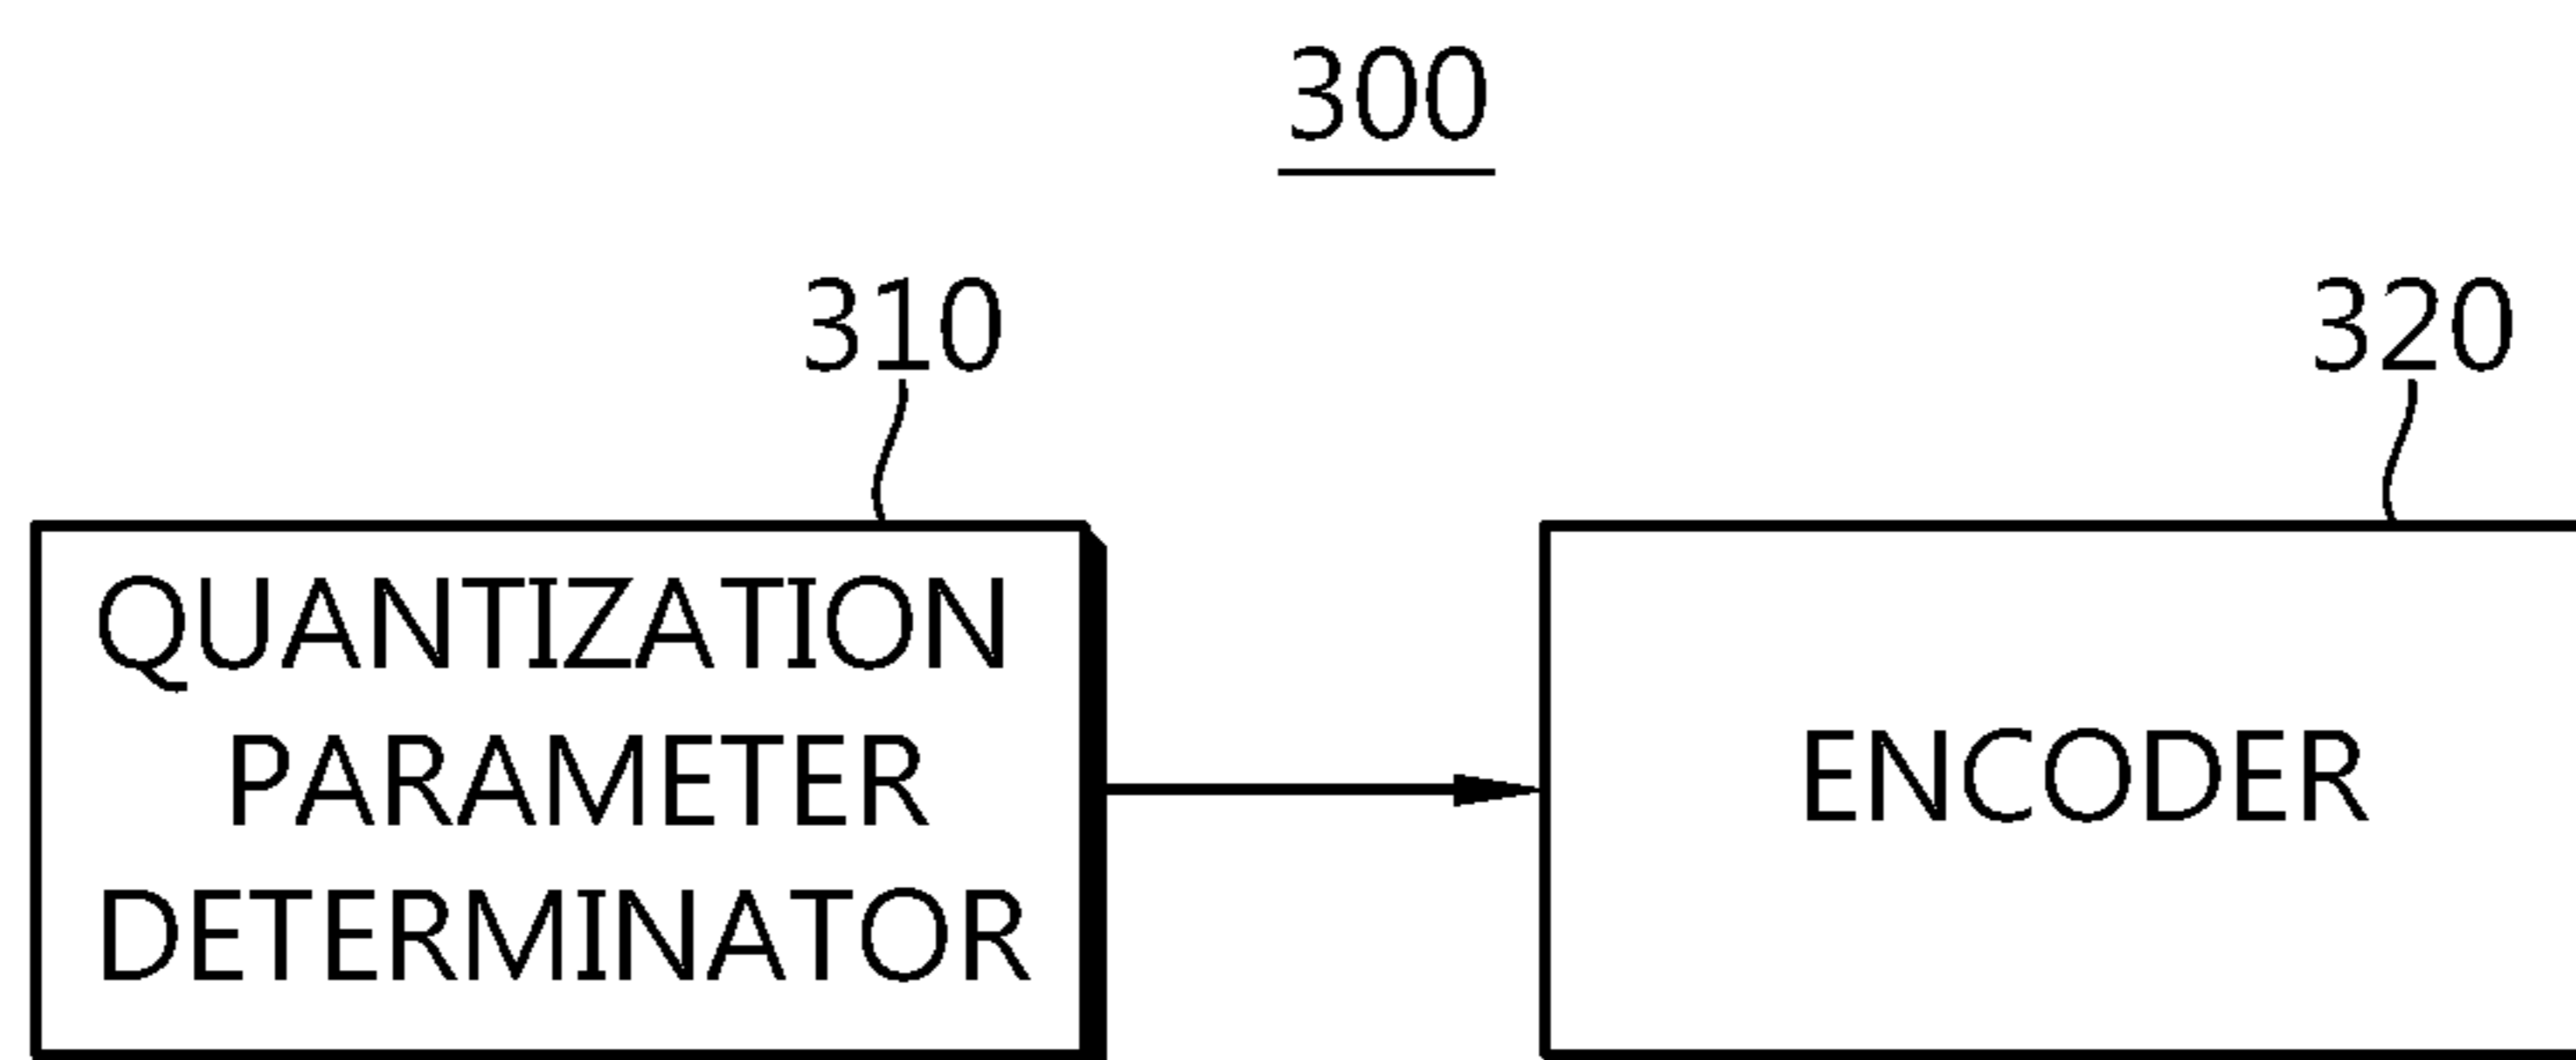 300
310
320
QUANTIZATION
PARAMETER
DETERMINATOR
ENCODER